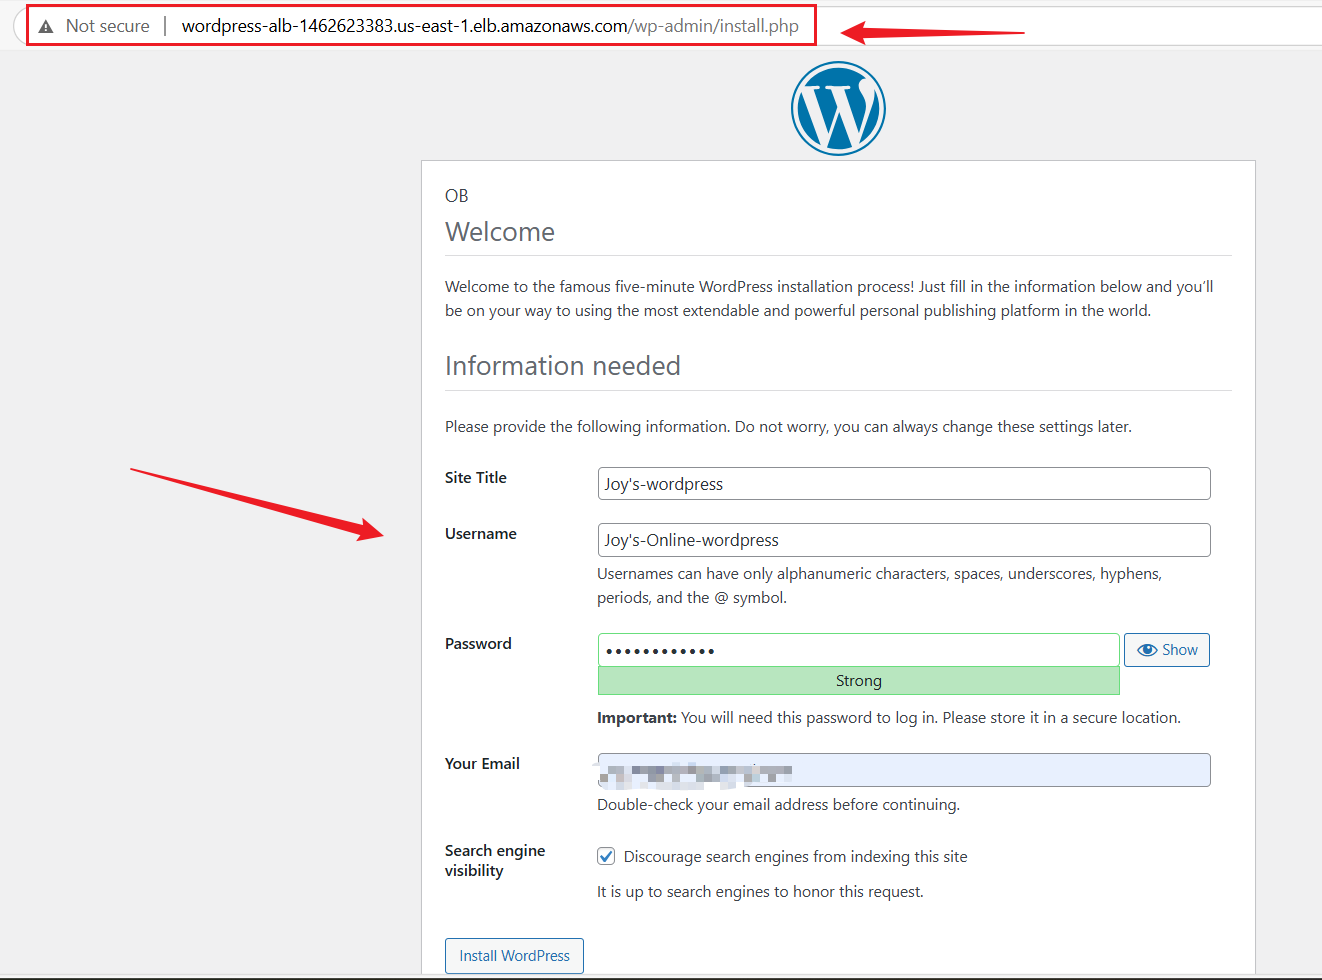 Not secure | wordpress-alb-1462623383.us-east-1.elb.amazonaws.com/wp-admin/install.php
OB
Welcome
Welcome to the famous five-minute WordPress installation process! Just fill in the information below and you'll
be on your way to using the most extendable and powerful personal publishing platform in the world.
Information needed
Please provide the following information. Do not worry, you can always change these settings later.
Site Title
Joy's-wordpress
Username
Joy's-Online-wordpress
Usernames can have only alphanumeric characters, spaces, underscores, hyphens,
periods, and the @ symbol.
Password
••••••••••••
Show
Strong
Important: You will need this password to log in. Please store it in a secure location.
Your Email
Double-check your email address before continuing.
Search engine
visibility
Discourage search engines from indexing this site
It is up to search engines to honor this request.
Install WordPress